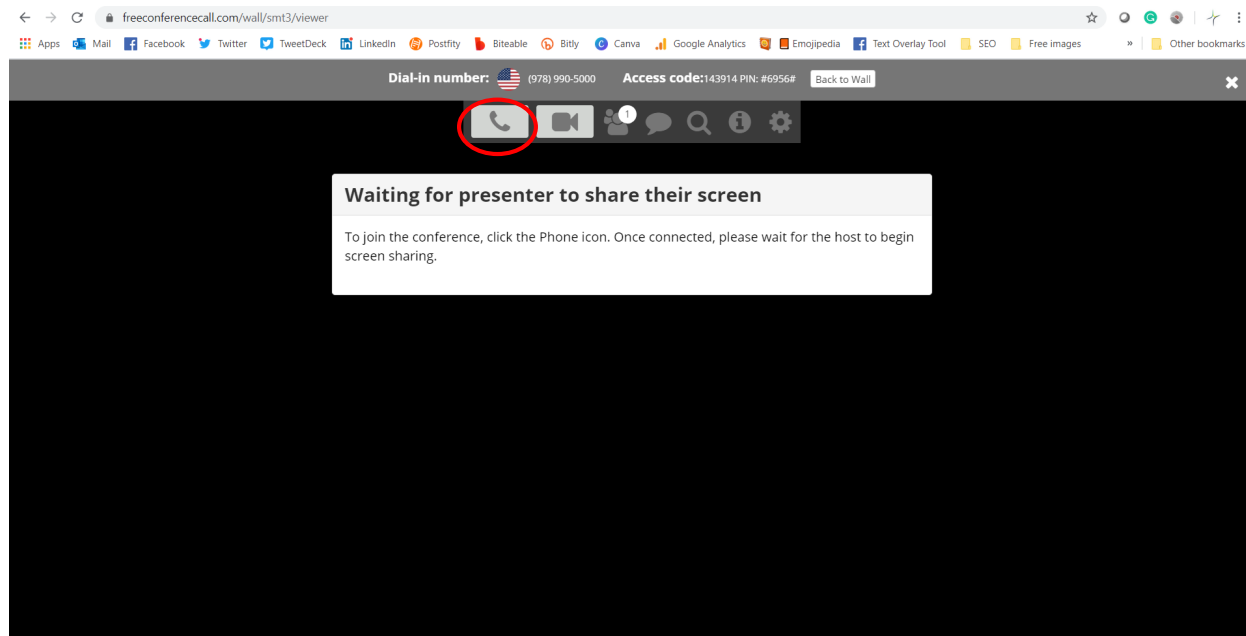 freeconferencecall.com/wall/smt3/viewer
Apps Mail Facebook Twitter TweetDeck LinkedIn Postfity Biteable Bitly Canva Google Analytics Emojipedia Text Overlay Tool SEO Free images » Other bookmarks
Dial-in number: (978) 990-5000 Access code:143914 PIN: #6956# Back to Wall
1
Waiting for presenter to share their screen
To join the conference, click the Phone icon. Once connected, please wait for the host to begin
screen sharing.